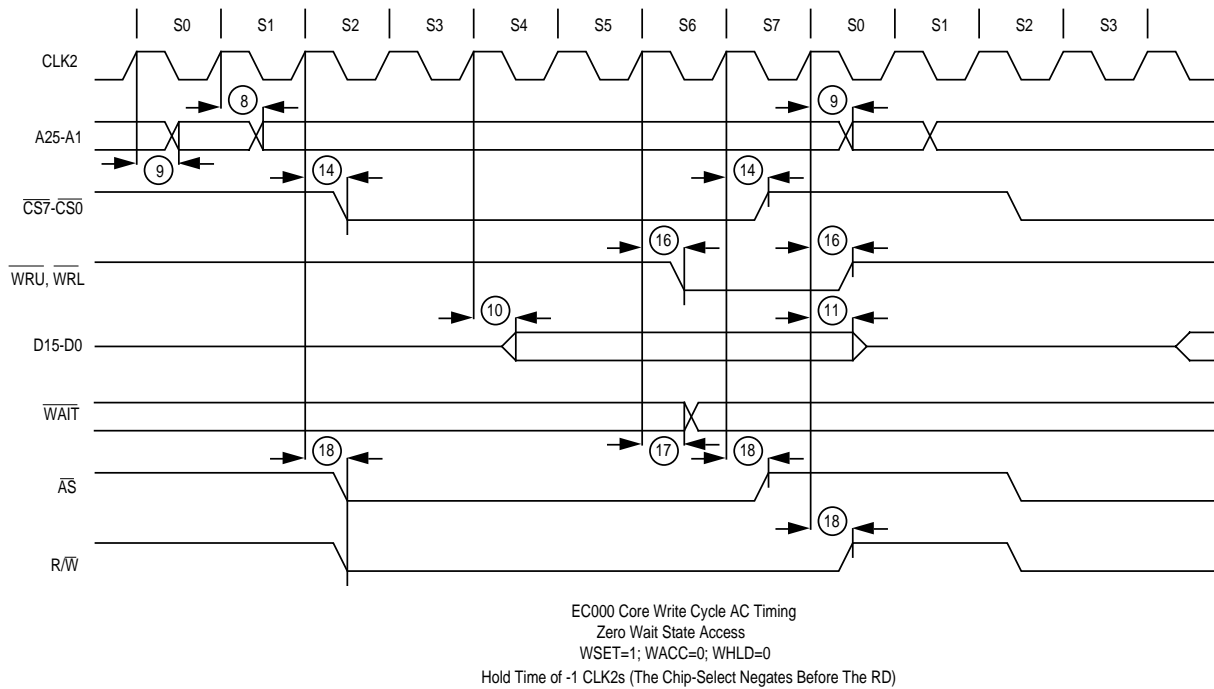 S0 S1 S2 S3 S4 S5 S6 S7 S0 S1 S2 S3
CLK2
8 9
A25-A1
9 14 14
CS7-CS0
16 16
WRU, WRL
10 11
D15-D0
WAIT
18 17 18
AS
18
R/W
EC000 Core Write Cycle AC Timing
Zero Wait State Access
WSET=1; WACC=0; WHLD=0
Hold Time of -1 CLK2s (The Chip-Select Negates Before The RD)